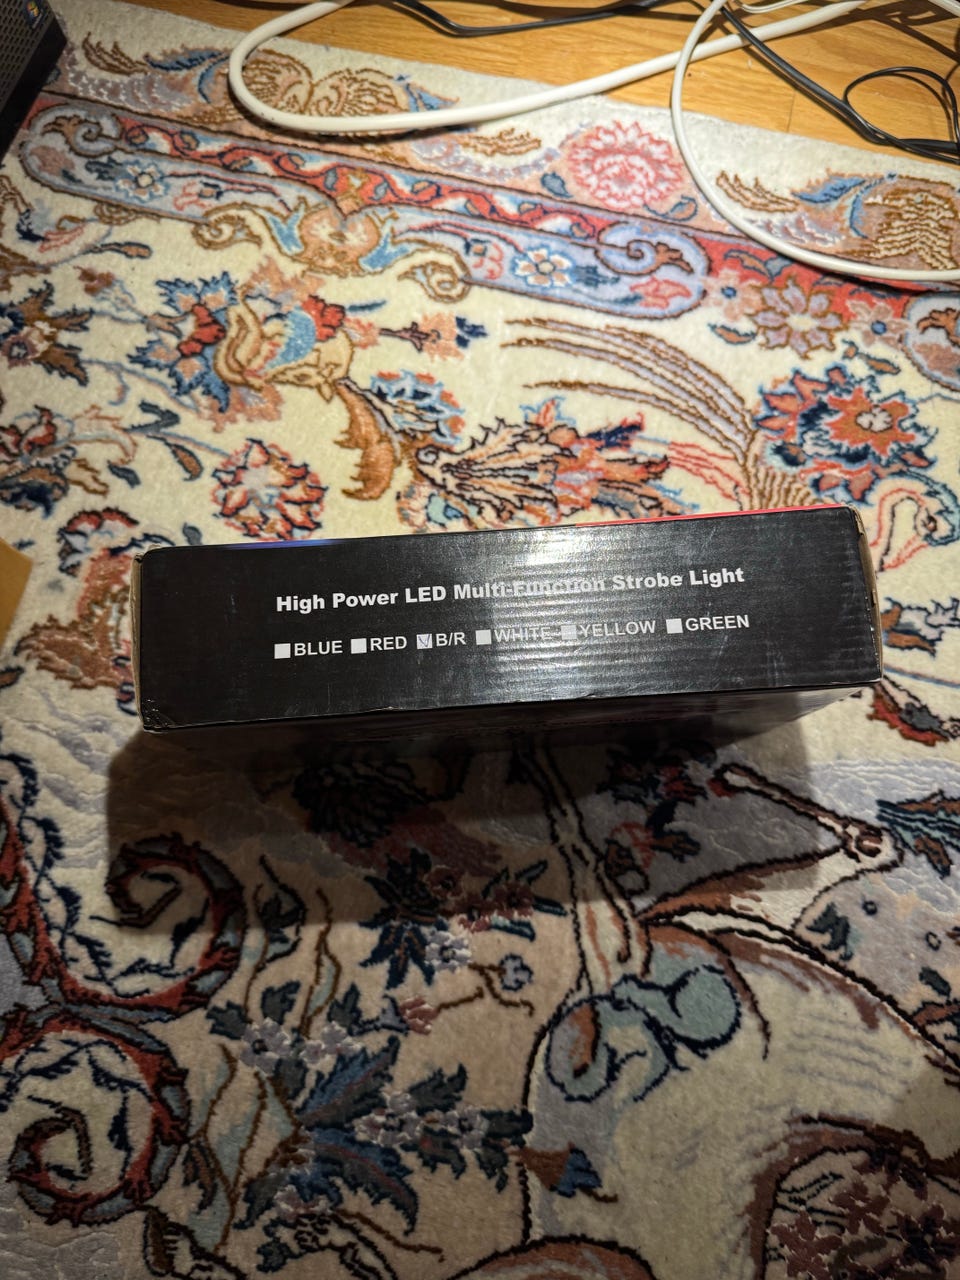 High Power LED Multi-Function Strobe Light
BLUE RED B/R WHITE YELLOW GREEN